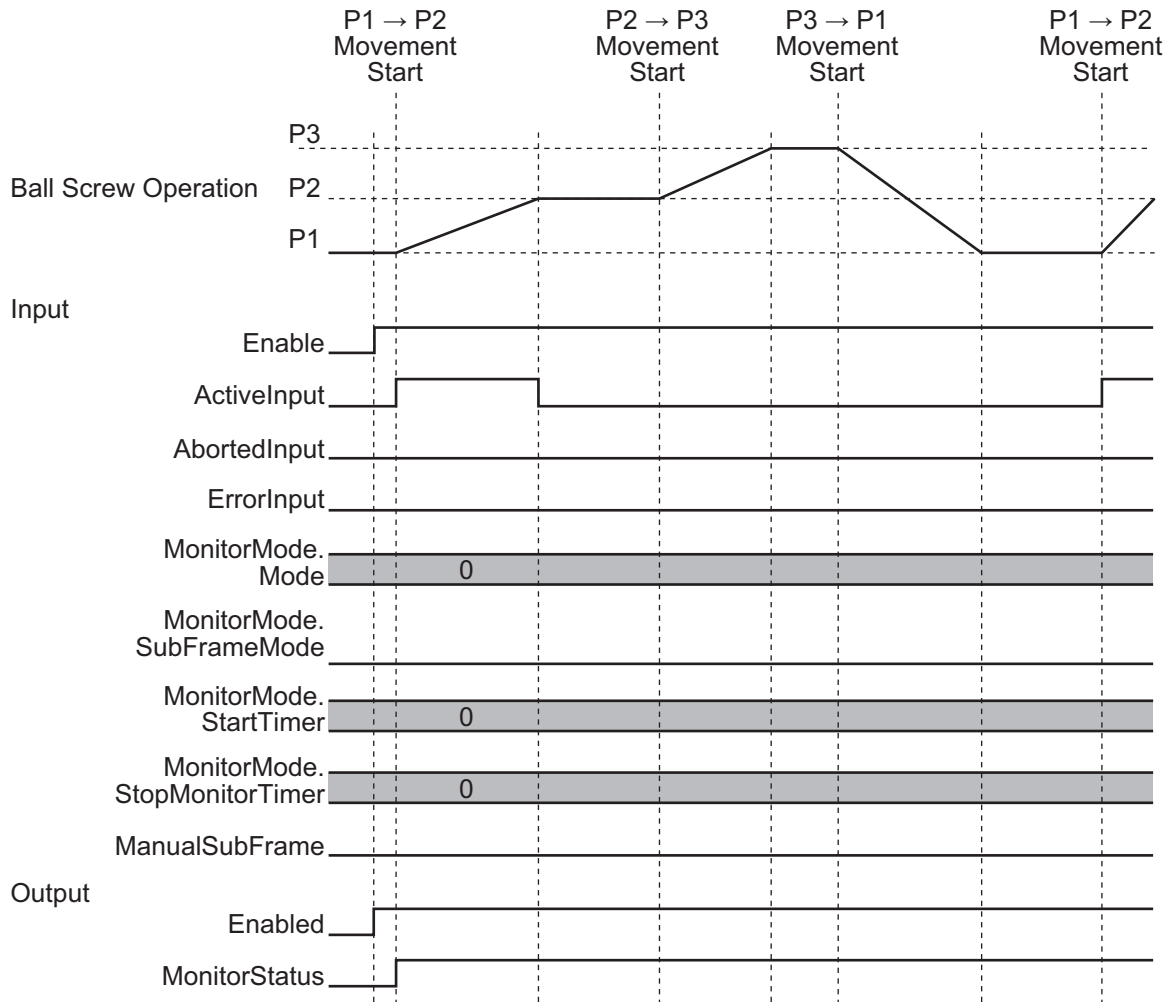 P1 → P2 P2 → P3 P3 → P1 P1 → P2
Movement Movement Movement Movement
Start Start Start Start
P3
Ball Screw Operation P2
P1
Input
Enable
ActiveInput
AbortedInput
ErrorInput
MonitorMode.
Mode 0
MonitorMode.
SubFrameMode
MonitorMode.
StartTimer 0
MonitorMode.
StopMonitorTimer 0
ManualSubFrame
Output
Enabled
MonitorStatus